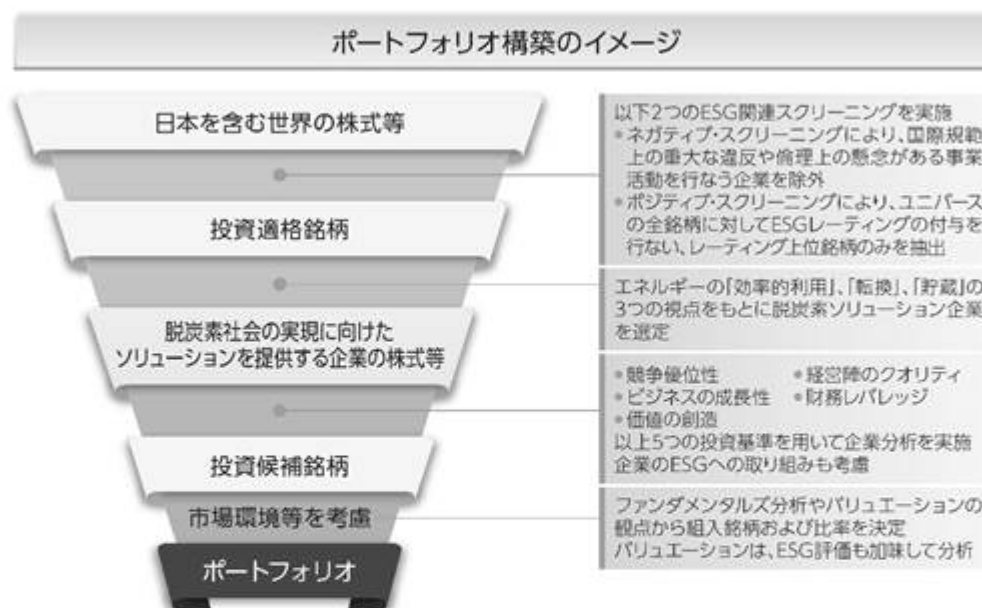 ポートフォリオ構築のイメージ
日本を含む世界の株式等
以下2つのESG関連スクリーニングを実施
●ネガティブ・スクリーニングにより、国際規範
上の重大な違反や倫理上の懸念がある事業
活動を行なう企業を除外
●ポジティブ・スクリーニングにより、ユニバース
の全銘柄に対してESGレーティングの付与を
行ない、レーティング上位銘柄のみを抽出
投資適格銘柄
エネルギーの「効率的利用」、「転換」、「貯蔵」の
3つの視点をもとに脱炭素ソリューション企業
を選定
脱炭素社会の実現に向けた
ソリューションを提供する企業の株式等
●競争優位性 ●経営陣のクオリティ
●ビジネスの成長性 ●財務レバレッジ
●価値の創造
以上5つの投資基準を用いて企業分析を実施
企業のESGへの取り組みも考慮
投資候補銘柄
市場環境等を考慮
ファンダメンタルズ分析やバリュエーションの
観点から組入銘柄および比率を決定
バリュエーションは、ESG評価も加味して分析
ポートフォリオ